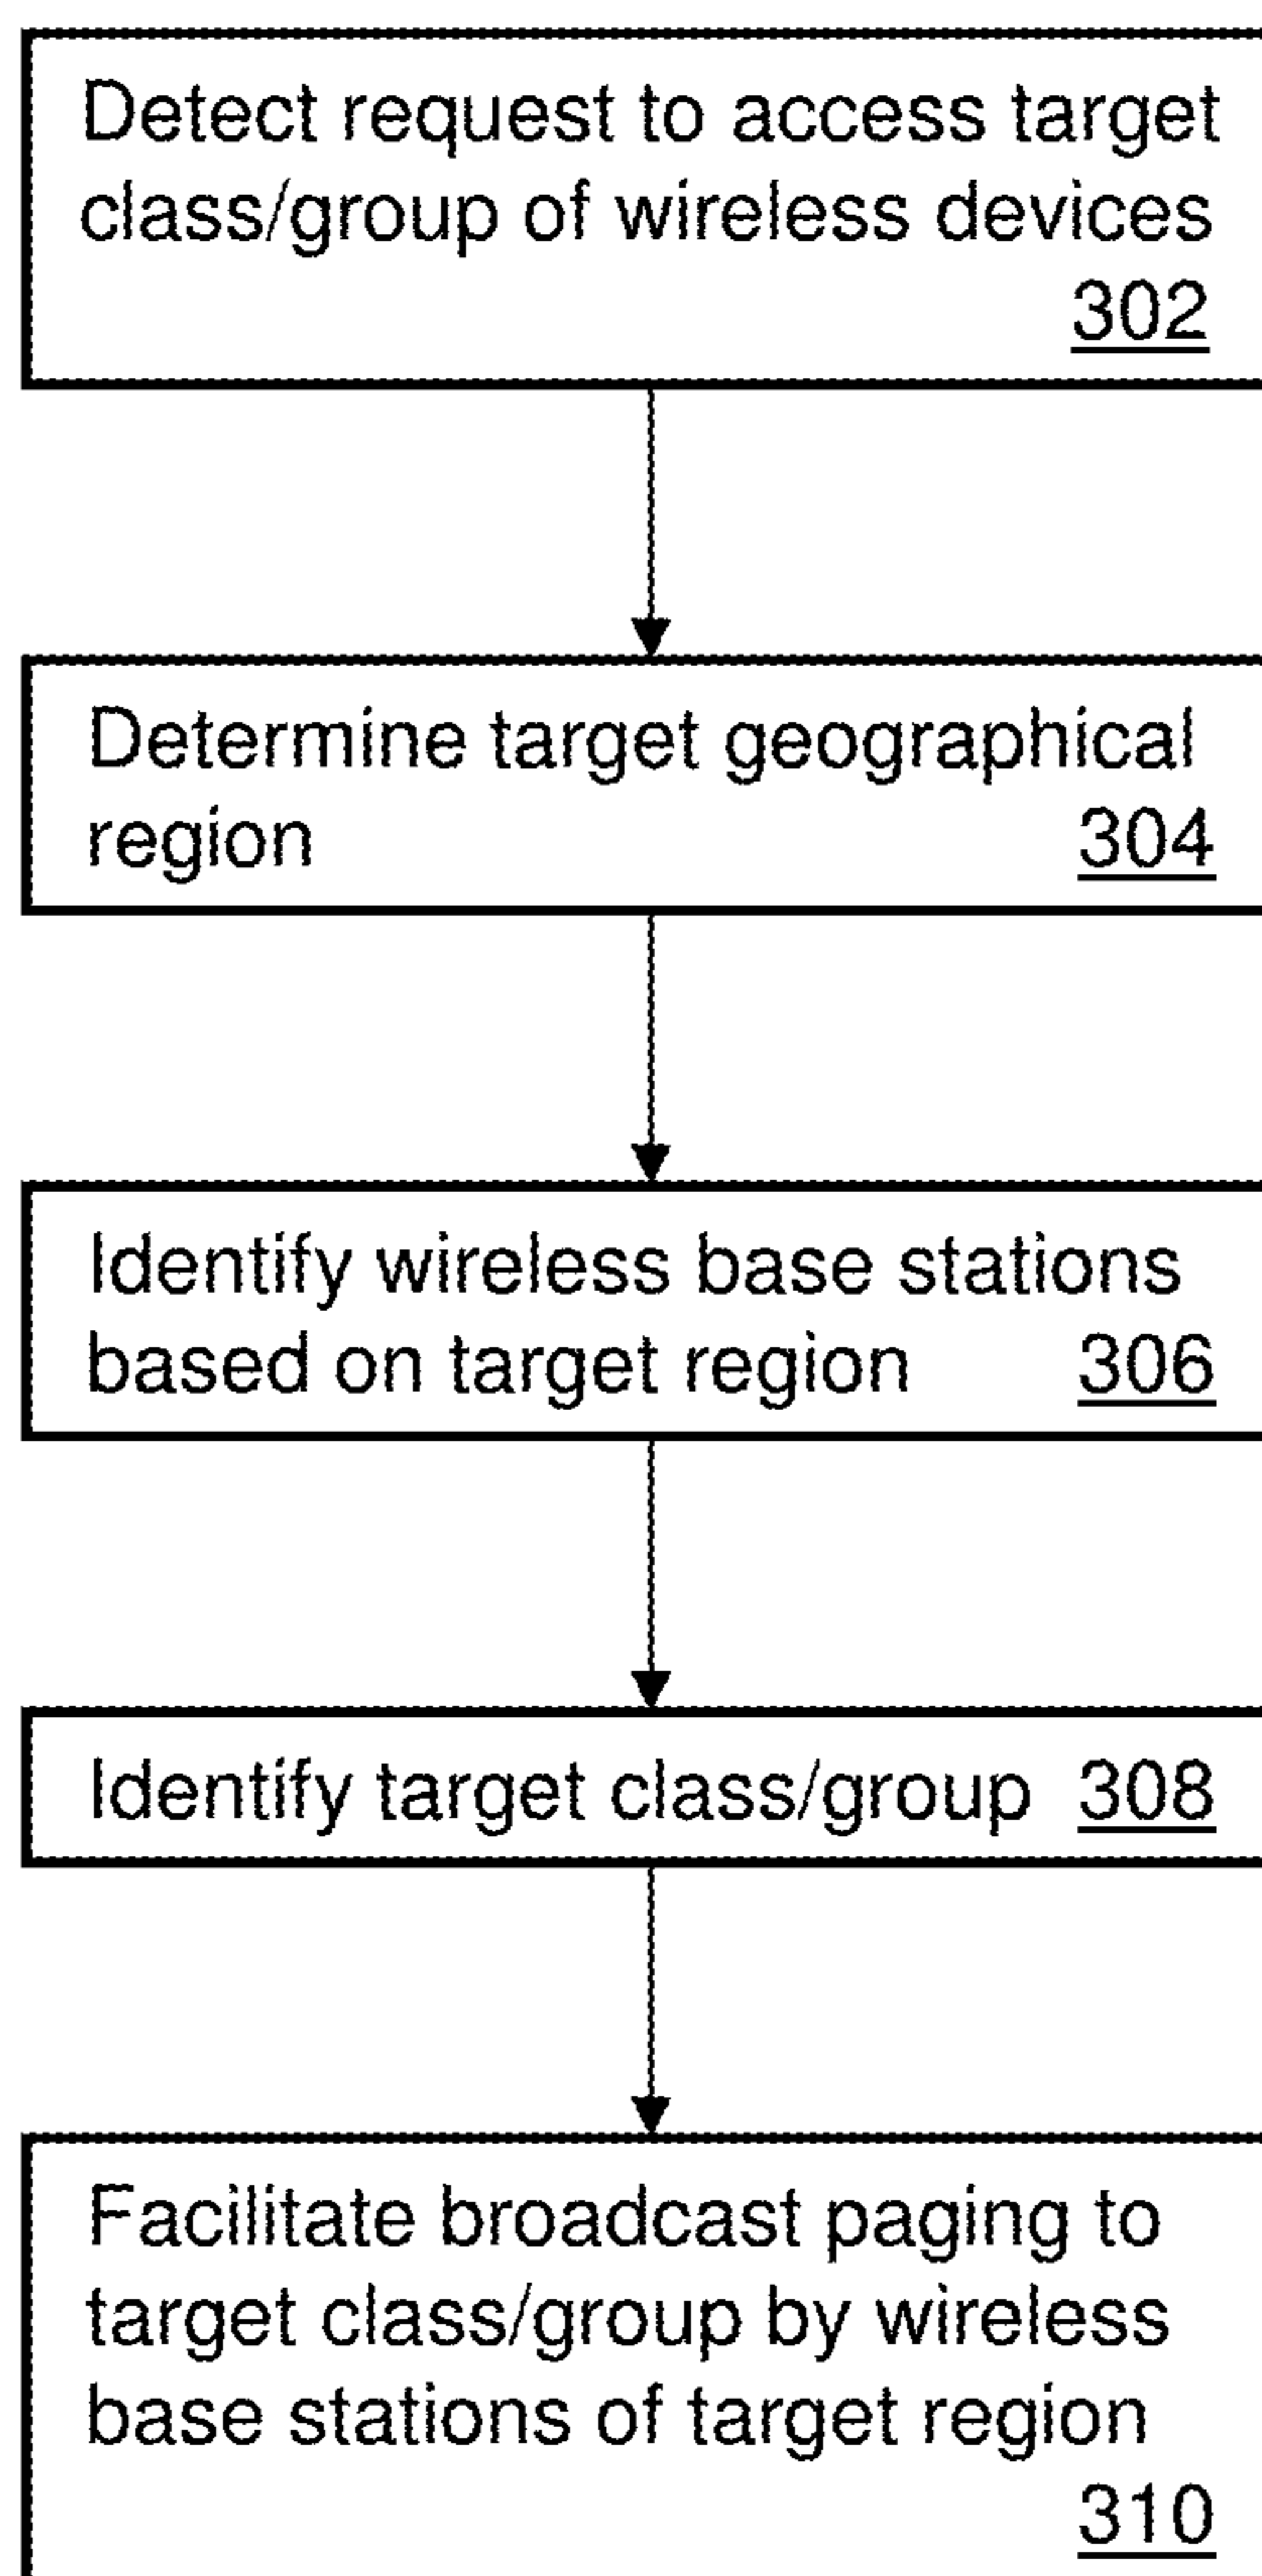 Detect request to access target
class/group of wireless devices
302
Determine target geographical
region 304
Identify wireless base stations
based on target region 306
Identify target class/group 308
Facilitate broadcast paging to
target class/group by wireless
base stations of target region
310